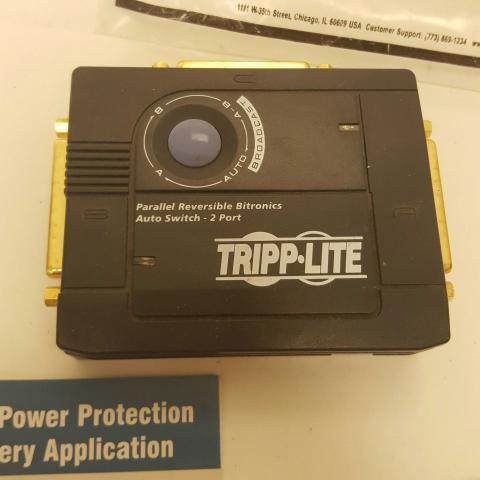 1111 W-35th Street, Chicago, IL 60609 USA Customer Support: (773) 869-1234 www
C
B
A-B
BROADCAST
AUTO
A
Parallel Reversible Bitronics
Auto Switch - 2 Port
B
A
TRIPP·LITE
Power Protection
ery Application